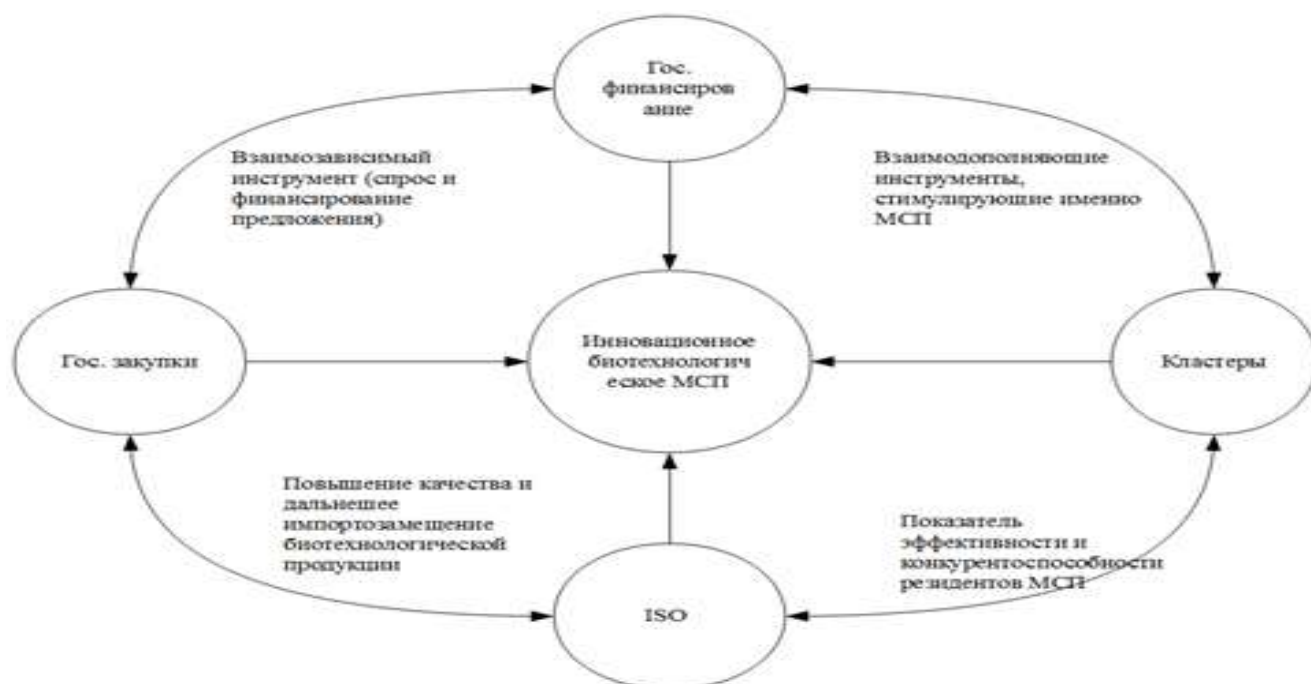 Гос.
финансиров
ание
Взаимозависимый
инструмент (спрос и
финансирование
предложения)
Взаимодополняющие
инструменты,
стимулирующие именно
МСП
Гос. закупки
Инновационное
биотехнологич
еское МСП
Кластеры
Повышение качества и
дальнейшее
импортозамещение
биотехнологической
продукции
Показатель
эффективности и
конкурентоспособности
резидентов МСП
ISO